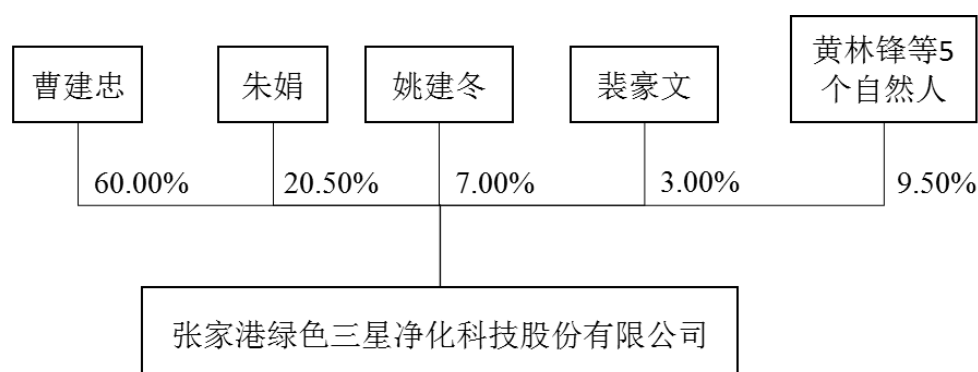 曹建忠
朱娟
姚建冬
裴豪文
黄林锋等5
个自然人
60.00%
20.50%
7.00%
3.00%
9.50%
张家港绿色三星净化科技股份有限公司